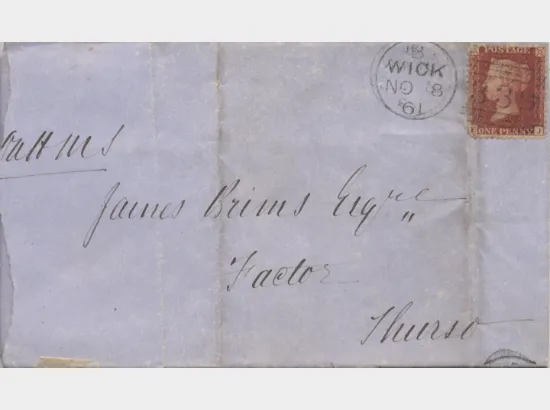 WICK
NO 8
61
POSTAGE
ONE PENNY
James Brims Esqre
Factor
Thurso